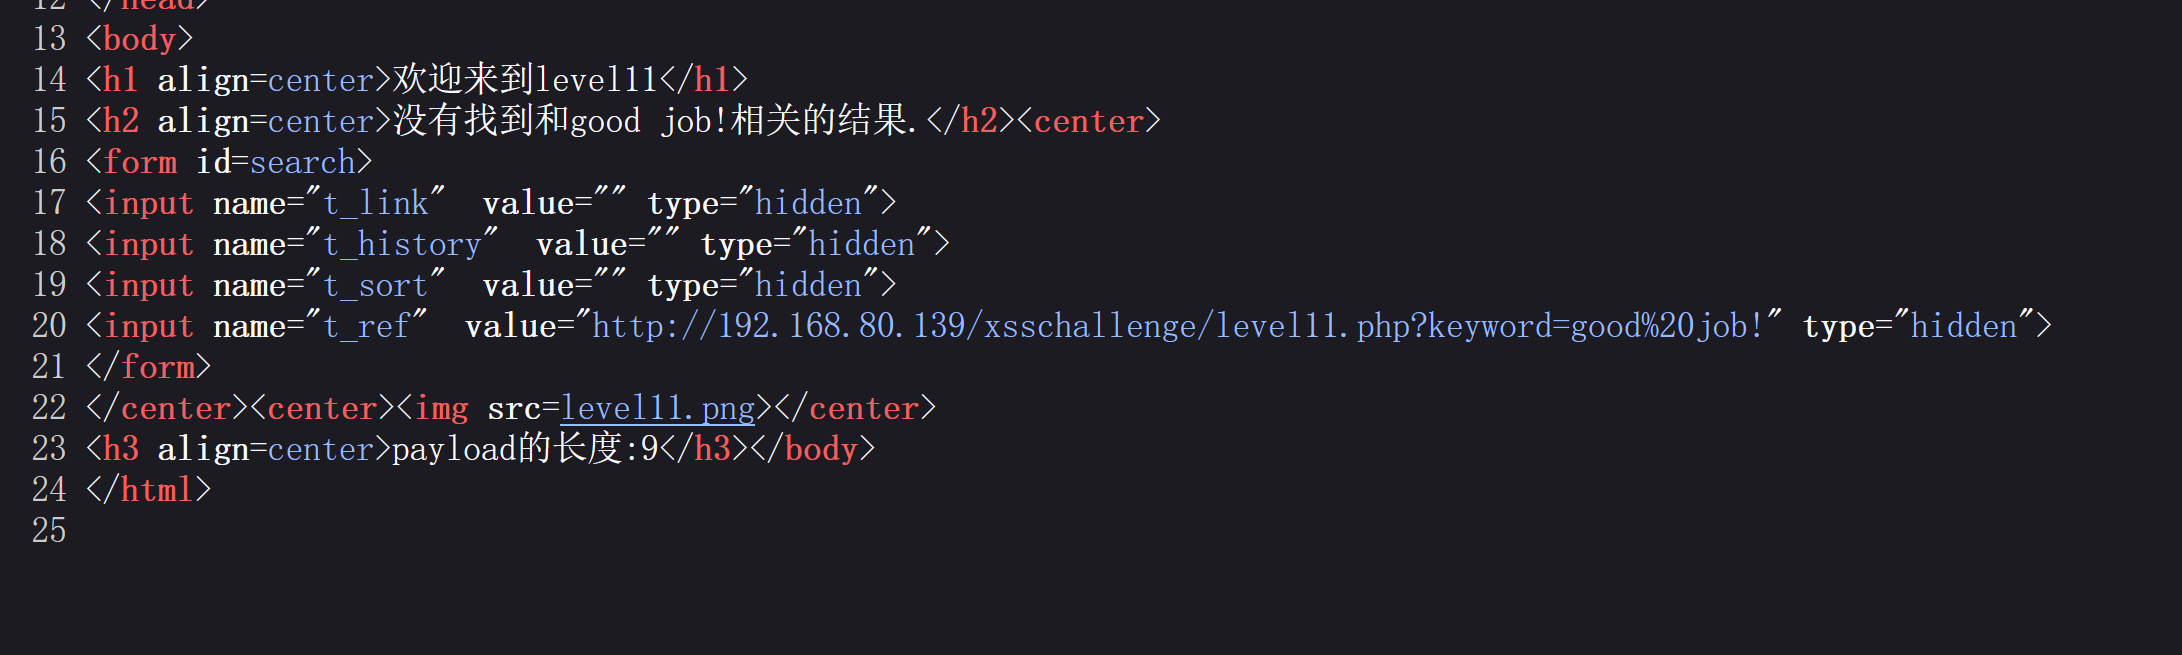 12 </head>
13 <body>
14 <h1 align=center>欢迎来到level11</h1>
15 <h2 align=center>没有找到和good job!相关的结果.</h2><center>
16 <form id=search>
17 <input name="t_link"  value="" type="hidden">
18 <input name="t_history"  value="" type="hidden">
19 <input name="t_sort"  value="" type="hidden">
20 <input name="t_ref"  value="http://192.168.80.139/xsschallenge/level11.php?keyword=good%20job!" type="hidden">
21 </form>
22 </center><center><img src=level11.png></center>
23 <h3 align=center>payload的长度:9</h3></body>
24 </html>
25